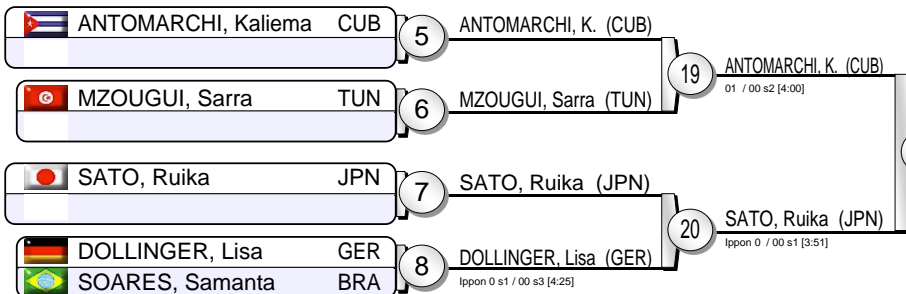 ANTOMARCHI, Kaliema CUB
5
ANTOMARCHI, K. (CUB)
19
ANTOMARCHI, K. (CUB)
01 / 00 s2 [4:00]
MZOUGUI, Sarra TUN
6
MZOUGUI, Sarra (TUN)
SATO, Ruika JPN
7
SATO, Ruika (JPN)
20
SATO, Ruika (JPN)
Ippon 0 / 00 s1 [3:51]
DOLLINGER, Lisa GER
8
DOLLINGER, Lisa (GER)
Ippon 0 s1 / 00 s3 [4:25]
SOARES, Samanta BRA